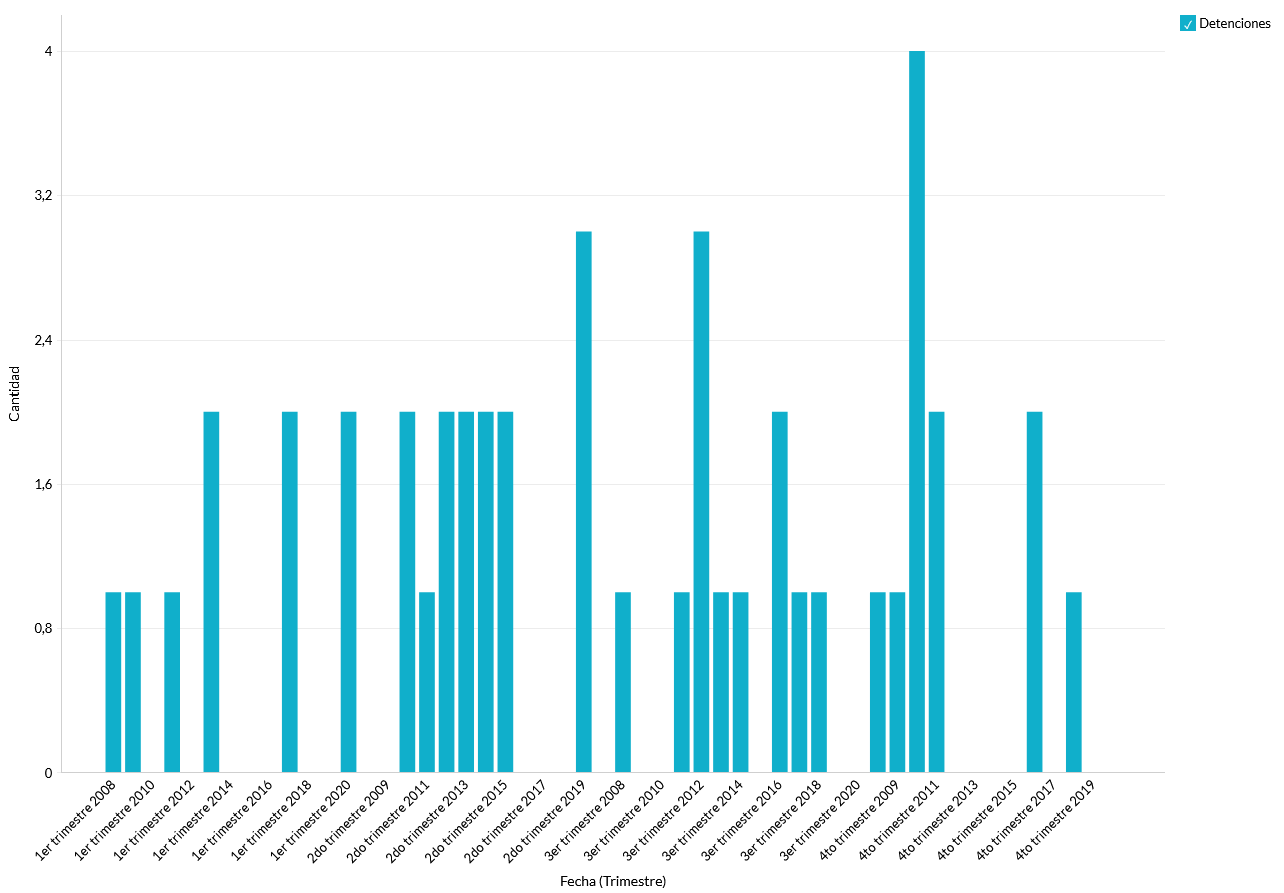 Detenciones
4
3,2
2,4
1,6
0,8
0
Cantidad
1er trimestre 2008
1er trimestre 2010
1er trimestre 2012
1er trimestre 2014
1er trimestre 2016
1er trimestre 2018
1er trimestre 2020
2do trimestre 2009
2do trimestre 2011
2do trimestre 2013
2do trimestre 2015
2do trimestre 2017
2do trimestre 2019
3er trimestre 2008
3er trimestre 2010
3er trimestre 2012
3er trimestre 2014
3er trimestre 2016
3er trimestre 2018
3er trimestre 2020
4to trimestre 2009
4to trimestre 2011
4to trimestre 2013
4to trimestre 2015
4to trimestre 2017
4to trimestre 2019
Fecha (Trimestre)